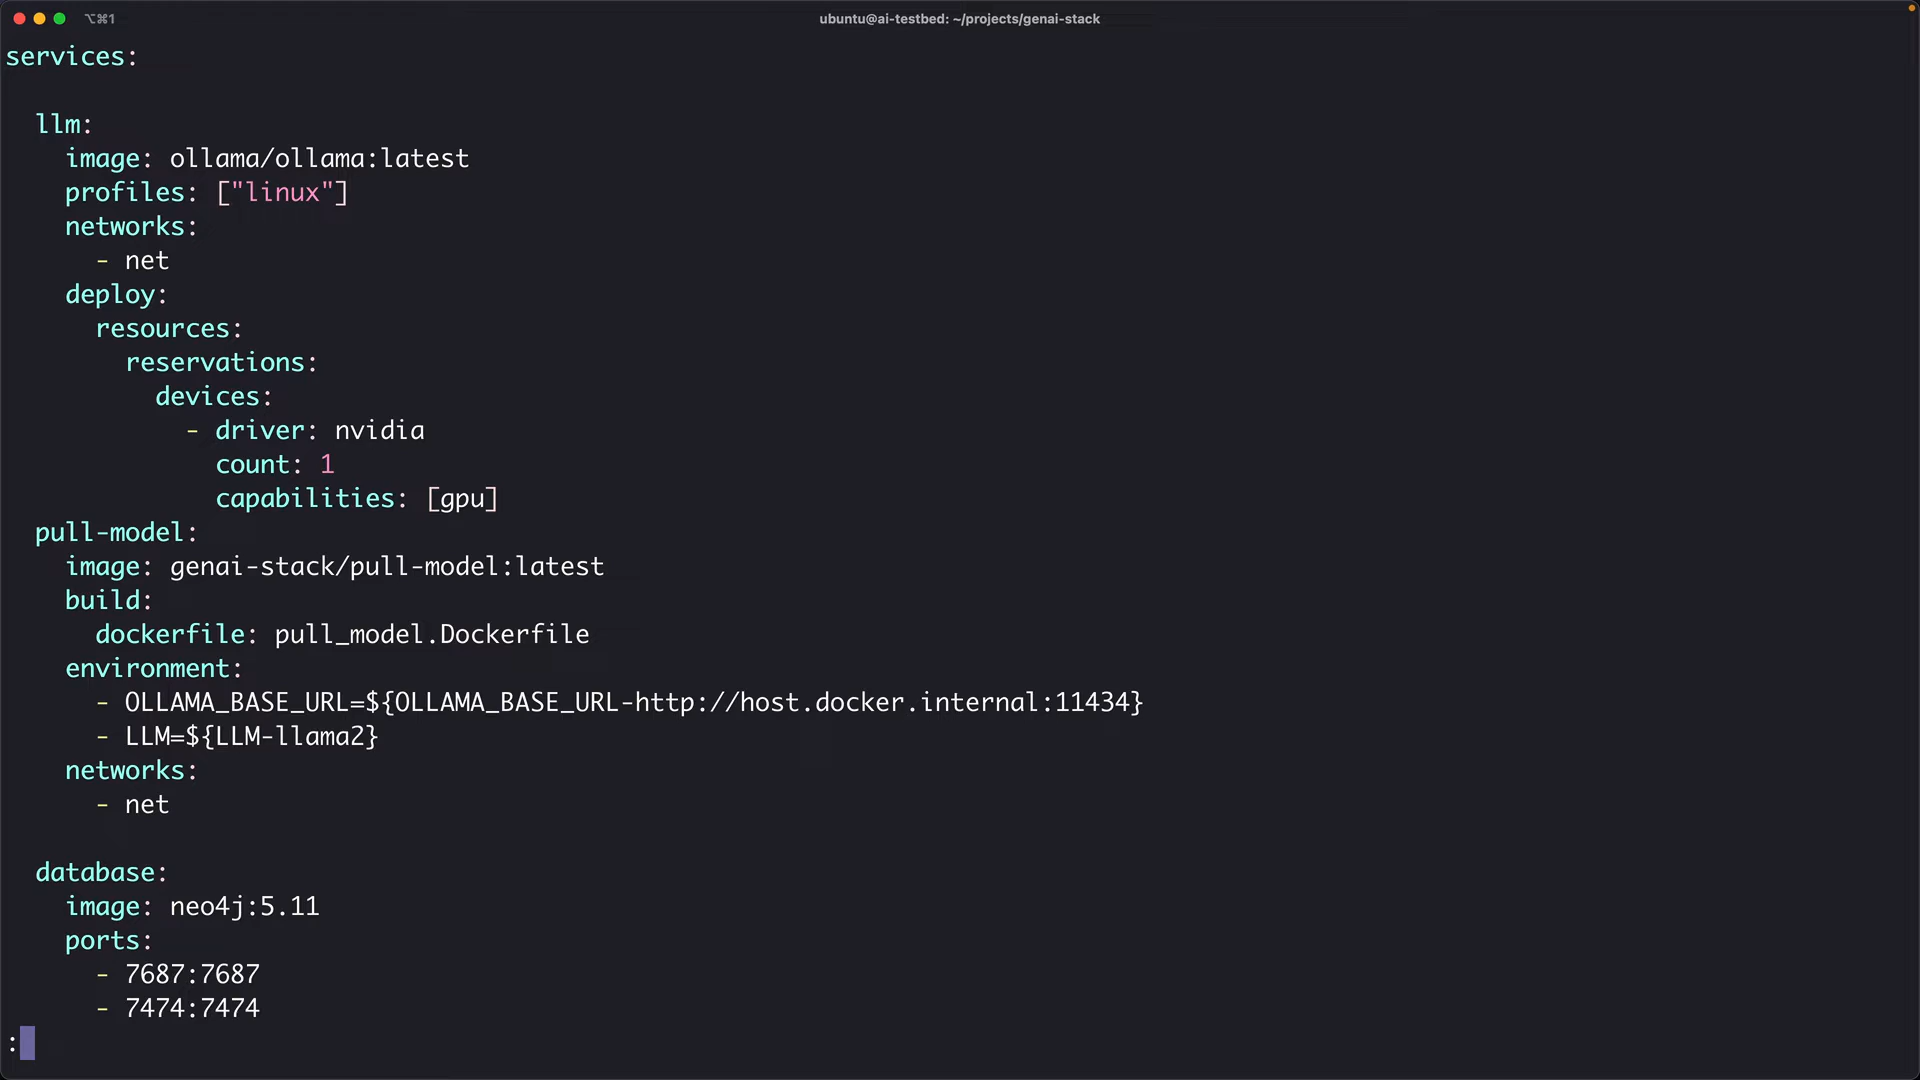 ⌥⌘1
ubuntu@ai-testbed: ~/projects/genai-stack
services:
  llm:
    image: ollama/ollama:latest
    profiles: ["linux"]
    networks:
      - net
    deploy:
      resources:
        reservations:
          devices:
            - driver: nvidia
              count: 1
              capabilities: [gpu]
  pull-model:
    image: genai-stack/pull-model:latest
    build:
      dockerfile: pull_model.Dockerfile
    environment:
      - OLLAMA_BASE_URL=${OLLAMA_BASE_URL-http://host.docker.internal:11434}
      - LLM=${LLM-llama2}
    networks:
      - net
  database:
    image: neo4j:5.11
    ports:
      - 7687:7687
      - 7474:7474
: